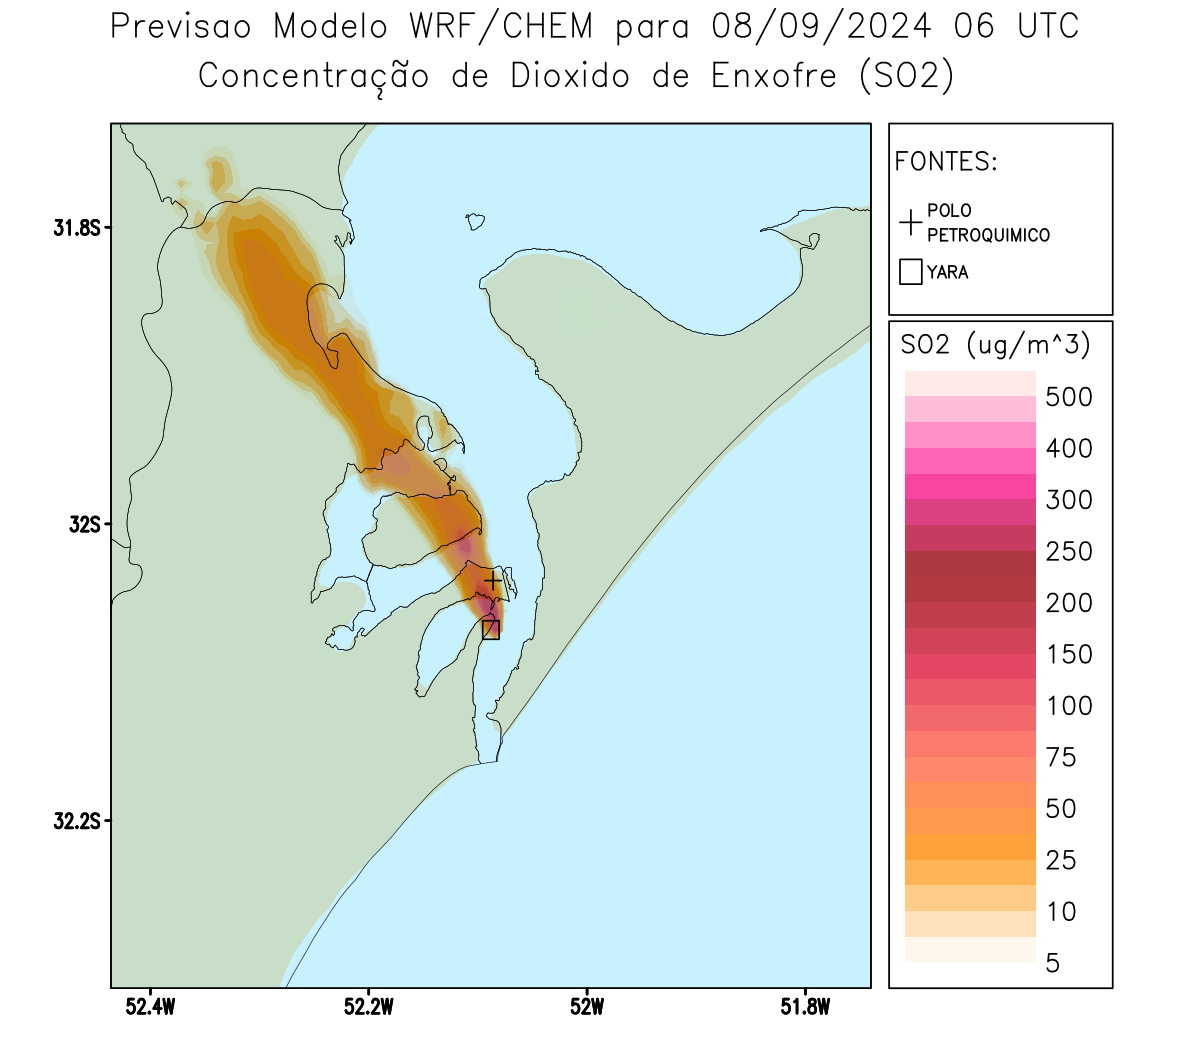 Previsao Modelo WRF/CHEM para 08/09/2024 06 UTC
Concentração de Dioxido de Enxofre (SO2)
FONTES:
POLO
PETROQUIMICO
YARA
SO2 (ug/m^3)
500
400
300
250
200
150
100
75
50
25
10
5
31.8S
32S
32.2S
52.4W
52.2W
52W
51.8W